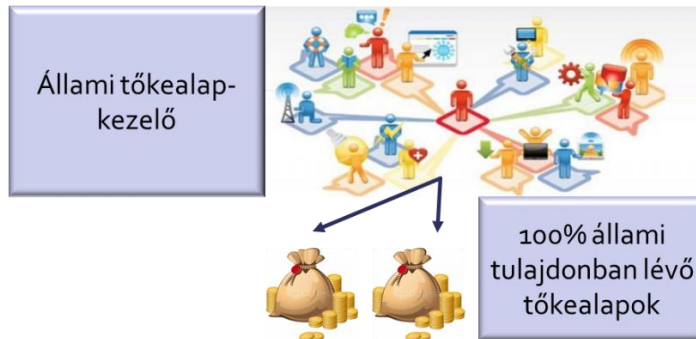 Állami tőkealap-
kezelő
100% állami
tulajdonban lévő
tőkealapok